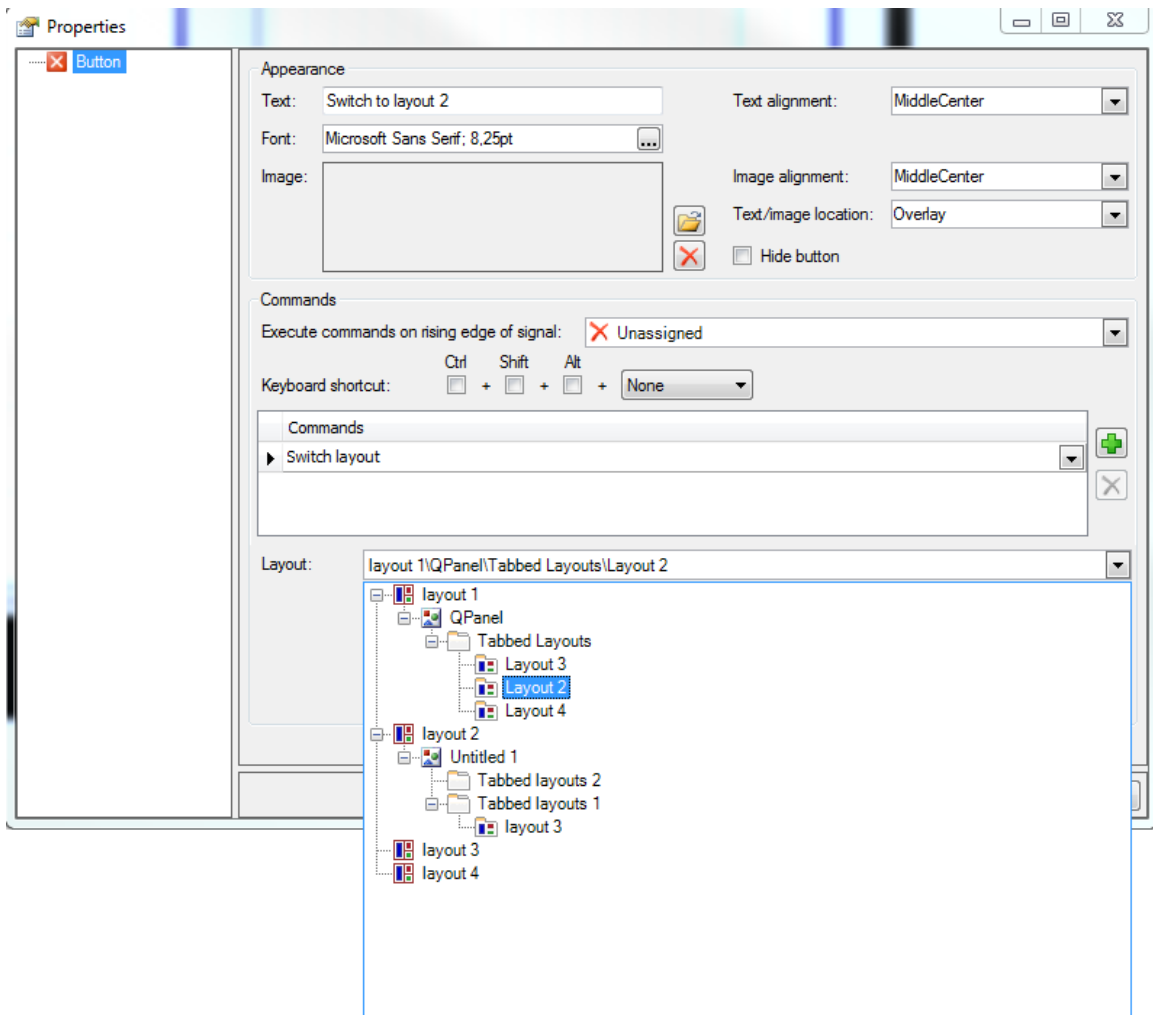 Properties
Button
Appearance
Text: Switch to layout 2 Text alignment: MiddleCenter
Font: Microsoft Sans Serif; 8,25pt ...
Image: Image alignment: MiddleCenter
Text/image location: Overlay
Hide button
Commands
Execute commands on rising edge of signal: Unassigned
Ctrl Shift Alt
Keyboard shortcut: + + + None
Commands
Switch layout
Layout: layout 1\QPanel\Tabbed Layouts\Layout 2
layout 1
QPanel
Tabbed Layouts
Layout 3
Layout 2
Layout 4
layout 2
Untitled 1
Tabbed layouts 2
Tabbed layouts 1
layout 3
layout 3
layout 4